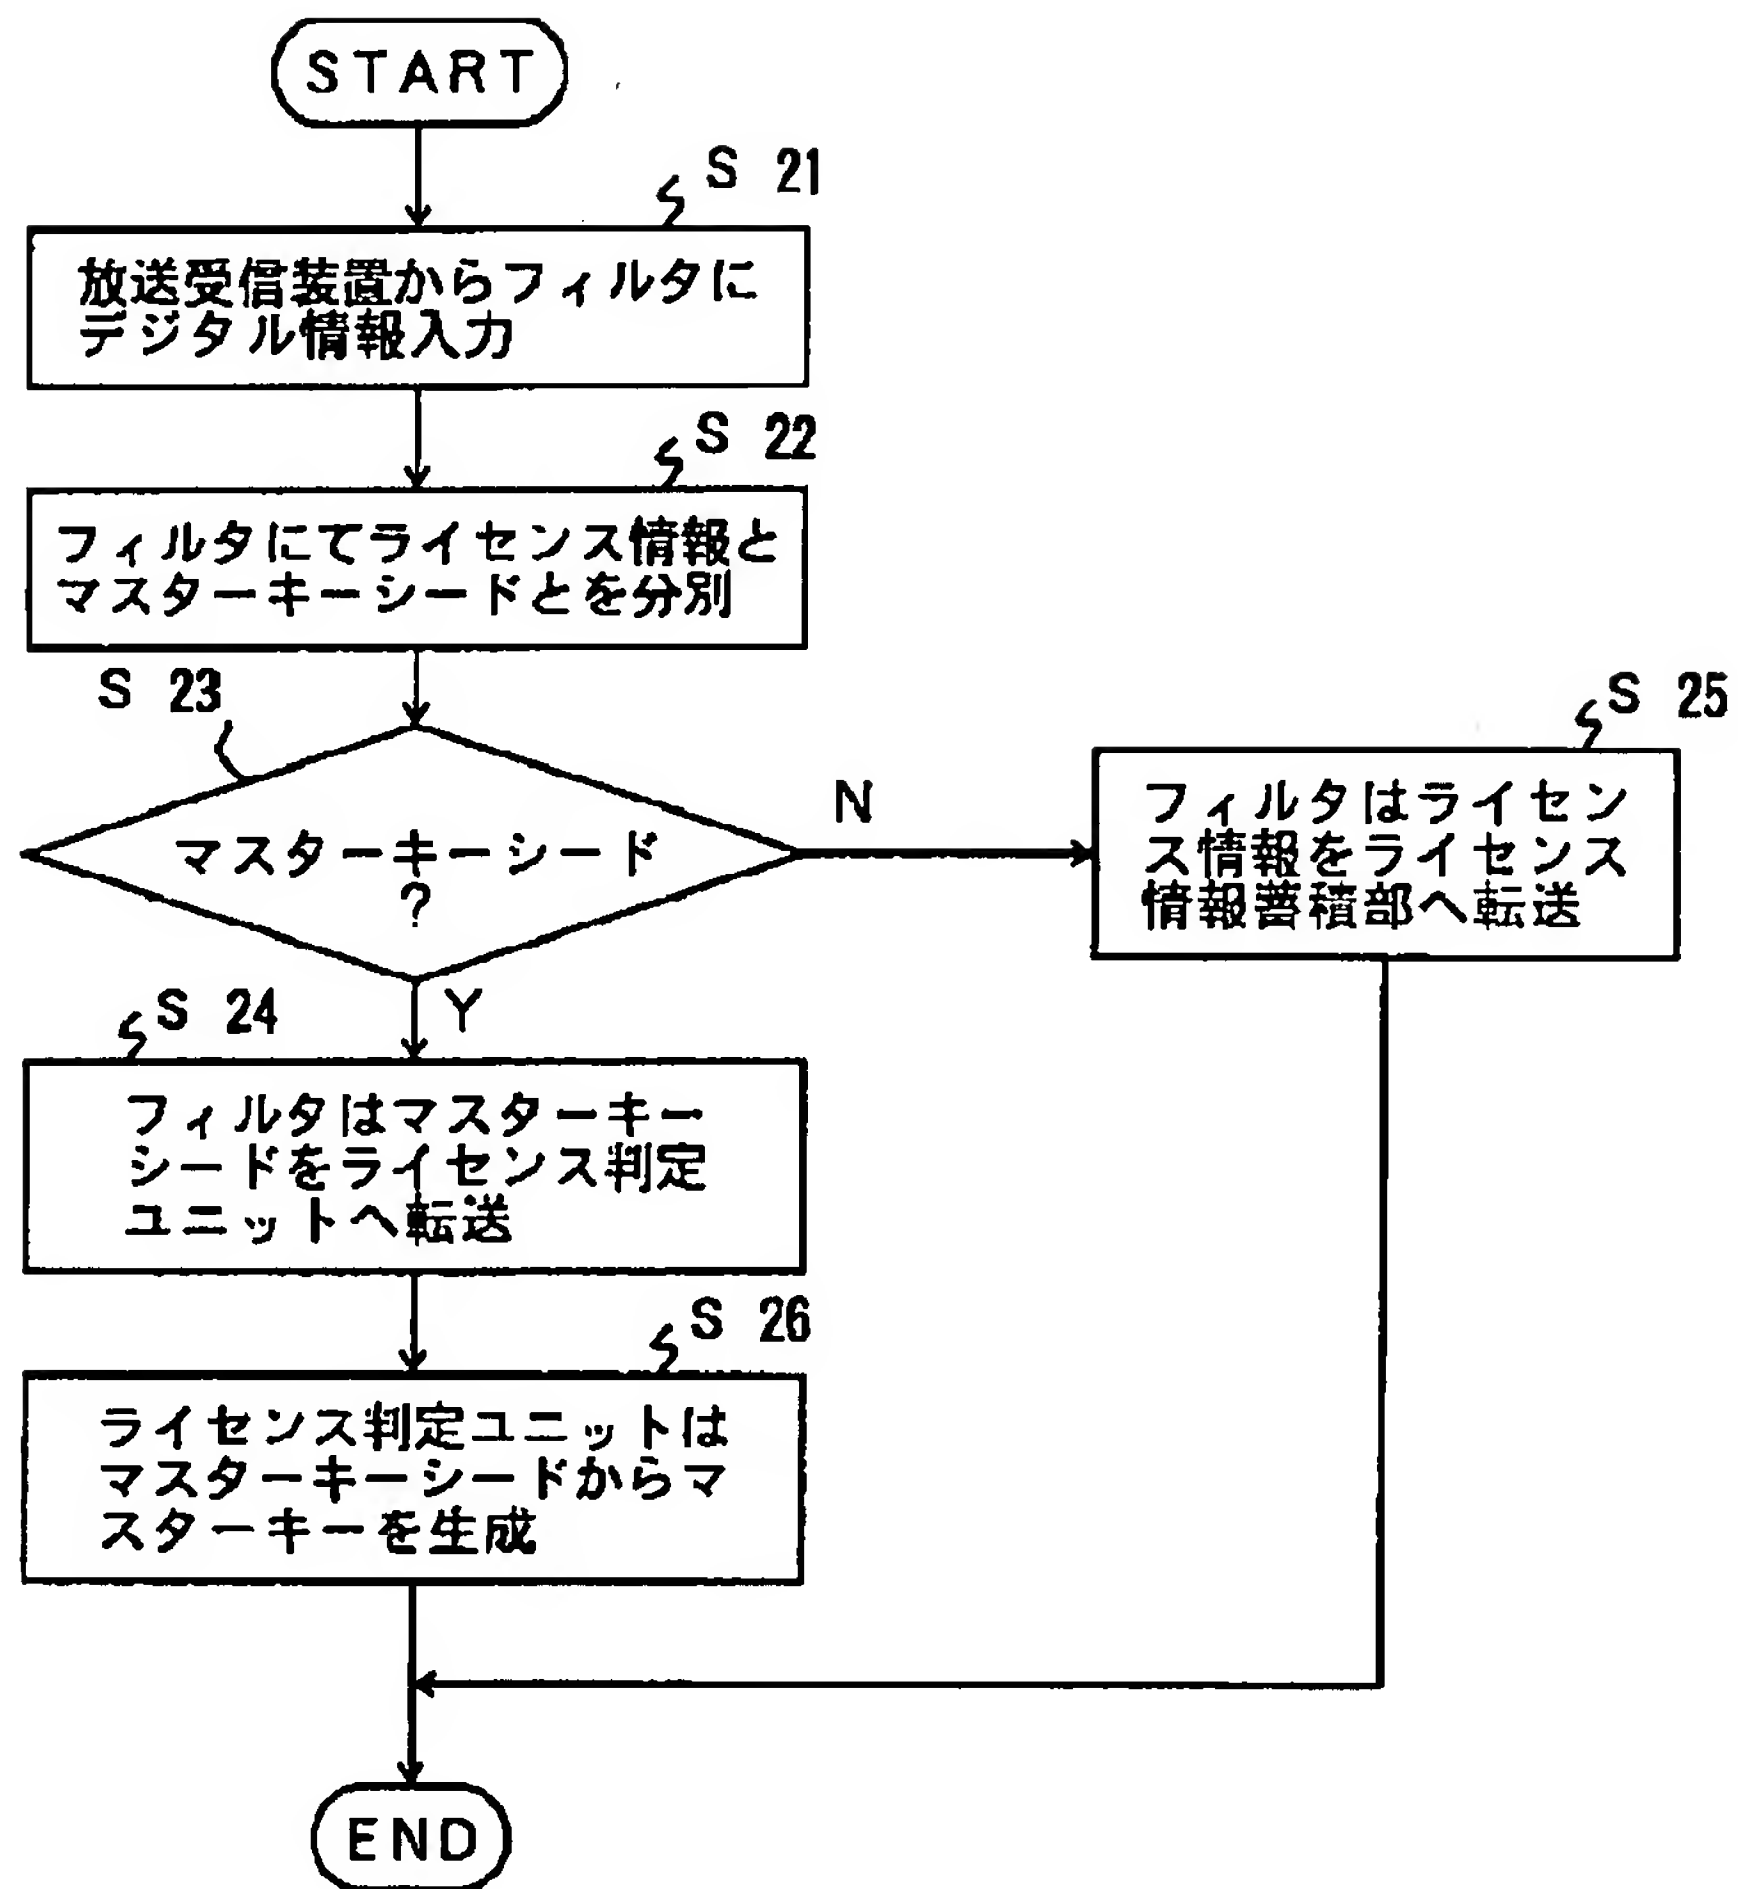 START
S 21
放送受信装置からフィルタに
デジタル情報入力
S 22
フィルタにてライセンス情報と
マスターキーシードとを分別
S 23
マスターキーシード
?
N
S 25
フィルタはライセン
ス情報をライセンス
情報蓄積部へ転送
Y
S 24
フィルタはマスターキー
シードをライセンス判定
ユニットへ転送
S 26
ライセンス判定ユニットは
マスターキーシードからマ
スターキーを生成
END